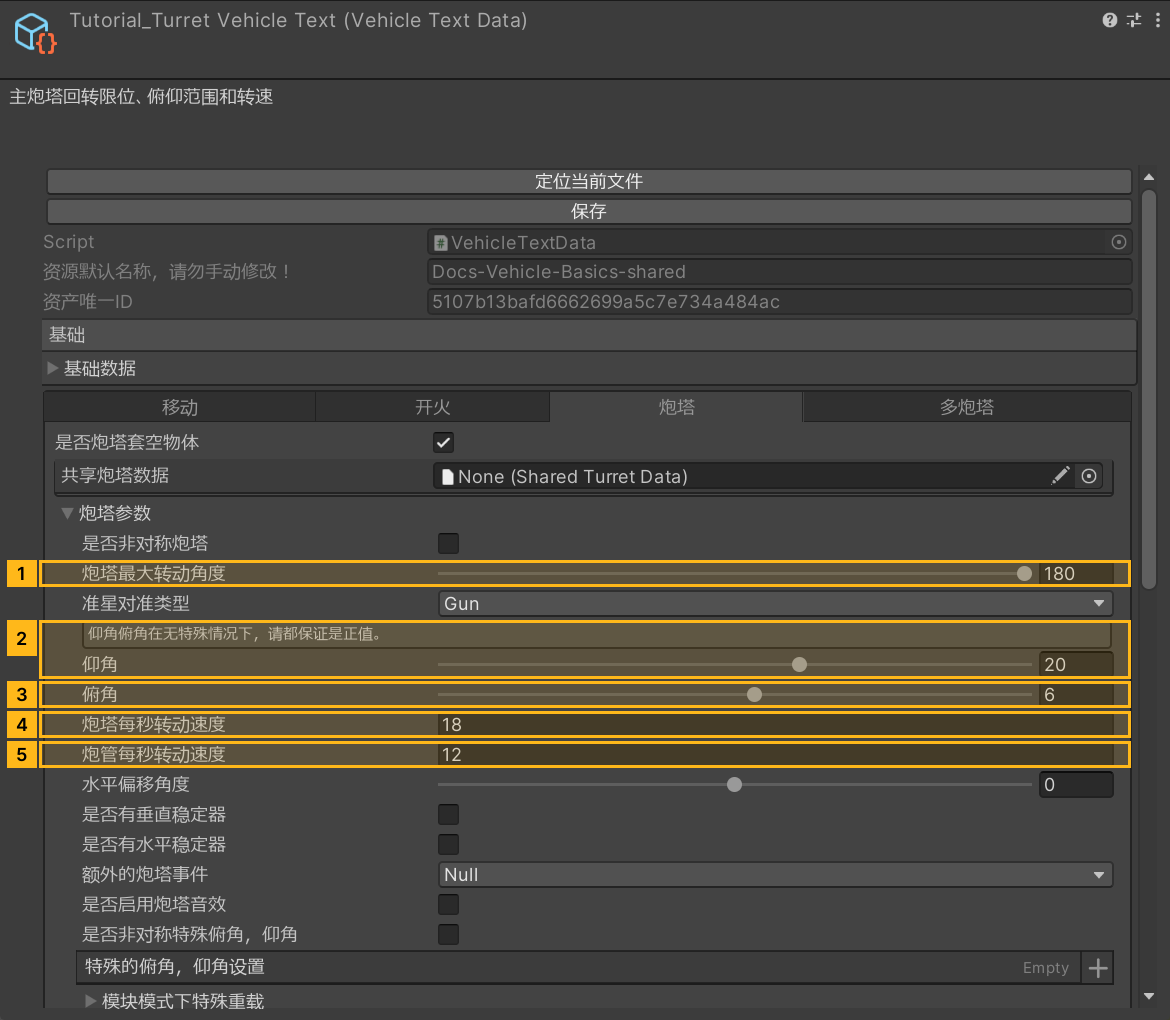 Tutorial_Turret Vehicle Text (Vehicle Text Data)
主炮塔回转限位、俯仰范围和转速
定位当前文件
保存
Script VehicleTextData
资源默认名称，请勿手动修改！ Docs-Vehicle-Basics-shared
资产唯一ID 5107b13bafd6662699a5c7e734a484ac
基础
基础数据
移动 开火 炮塔 多炮塔
是否炮塔套空物体
共享炮塔数据 None (Shared Turret Data)
炮塔参数
是否非对称炮塔
1 炮塔最大转动角度 180
准星对准类型 Gun
2 仰角俯角在无特殊情况下，请都保证是正值。
仰角 20
3 俯角 6
4 炮塔每秒转动速度 18
5 炮管每秒转动速度 12
水平偏移角度 0
是否有垂直稳定器
是否有水平稳定器
额外的炮塔事件 Null
是否启用炮塔音效
是否非对称特殊俯角，仰角
特殊的俯角，仰角设置 Empty
模块模式下特殊重载